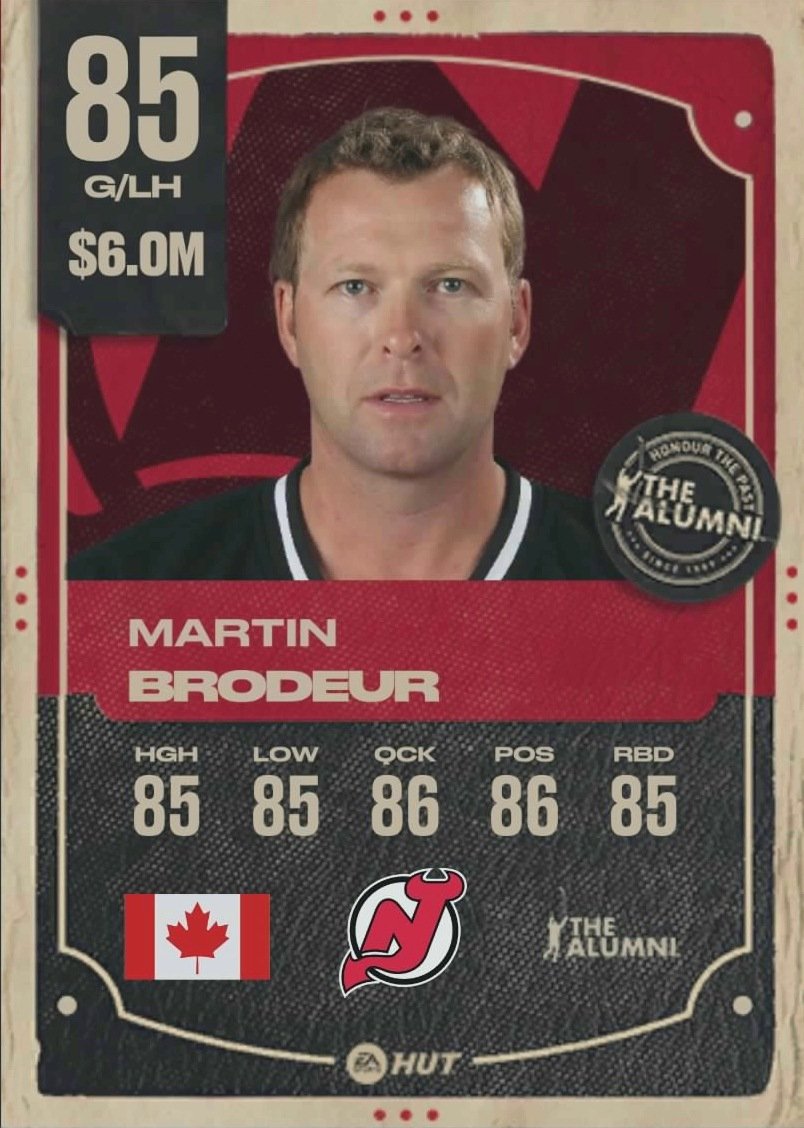 85
G/LH
$6.0M
HONOUR THE PAST
THE
ALUMNI
MARTIN
BRODEUR
HGH LOW QCK POS RBD
85 85 86 86 85
THE
ALUMNI
EA
HUT